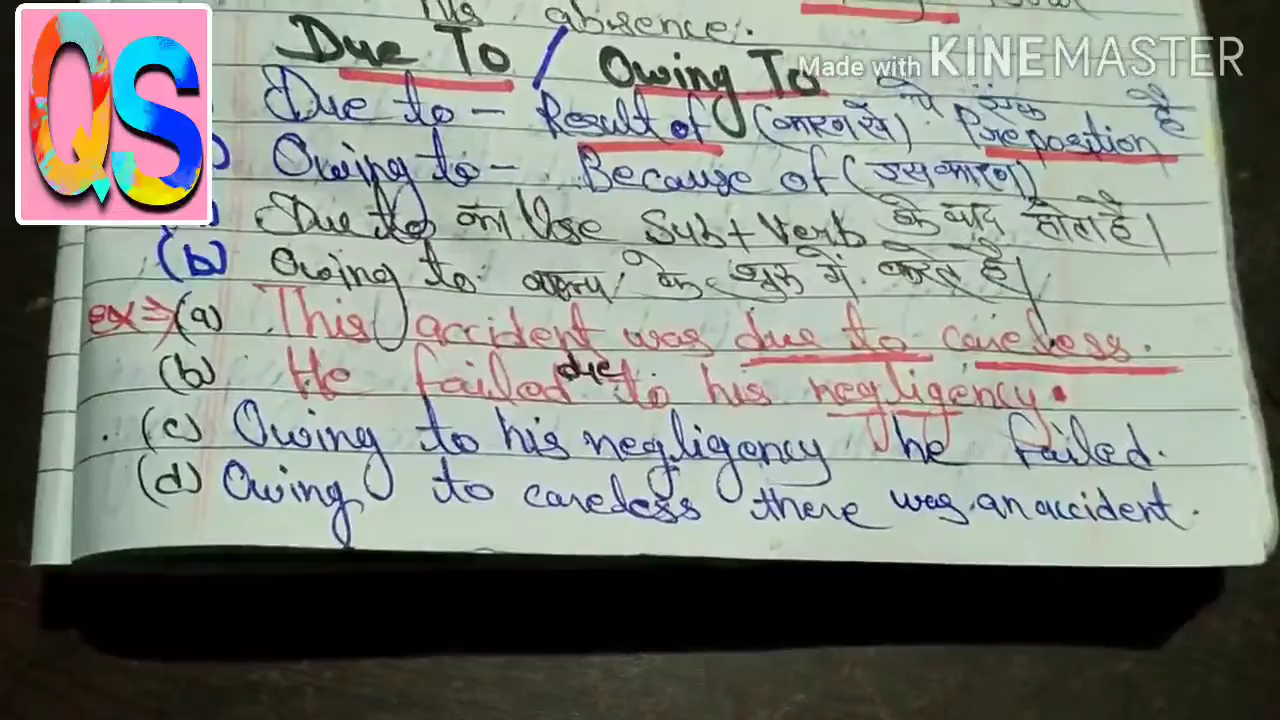 his absence.
Due To / Owing To
Made with KINEMASTER
QS
Due to - Result of (कारण से) ये Preposition है
Owing to - Because of (उस कारण)
Due to का Use Sub + Verb के बाद होता है।
(b) Owing to वाक्य के शुरू में करते है।
ex⇒ (a) This accident was due to careless.
(b) He failed due to his negligency.
(c) Owing to his negligency he failed.
(d) Owing to careless there was an accident.